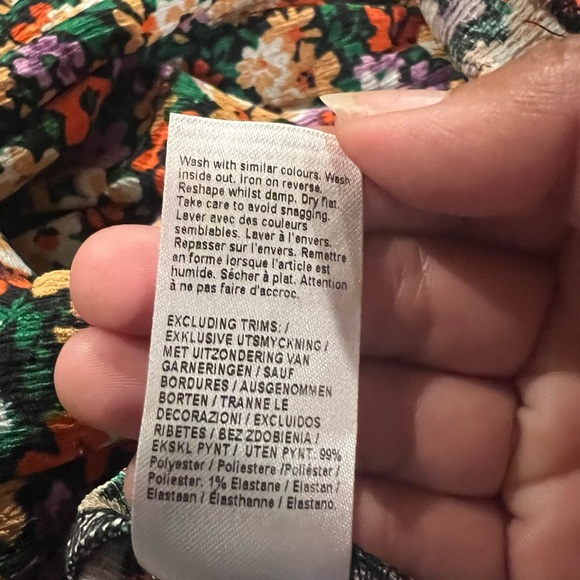 Wash with similar colours. Wash
inside out. Iron on reverse.
Reshape whilst damp. Dry flat.
Take care to avoid snagging.
Laver avec des couleurs
semblables. Laver à l'envers.
Repasser sur l'envers. Remettre
en forme lorsque l'article est
humide. Sécher à plat. Attention
à ne pas faire d'accroc.
EXCLUDING TRIMS: /
EXKLUSIVE UTSMYCKNING /
MET UITZONDERING VAN
GARNERINGEN / SAUF
BORDURES / AUSGENOMMEN
BORTEN / TRANNE LE
DECORAZIONI / EXCLUIDOS
RIBETES / BEZ ZDOBIENIA /
EKSKL PYNT / UTEN PYNT. 99%
Polyester / Poliestere /Poliéster /
Poliester, 1% Elastane / Elastan /
Elastaan / Élasthanne / Elastano.